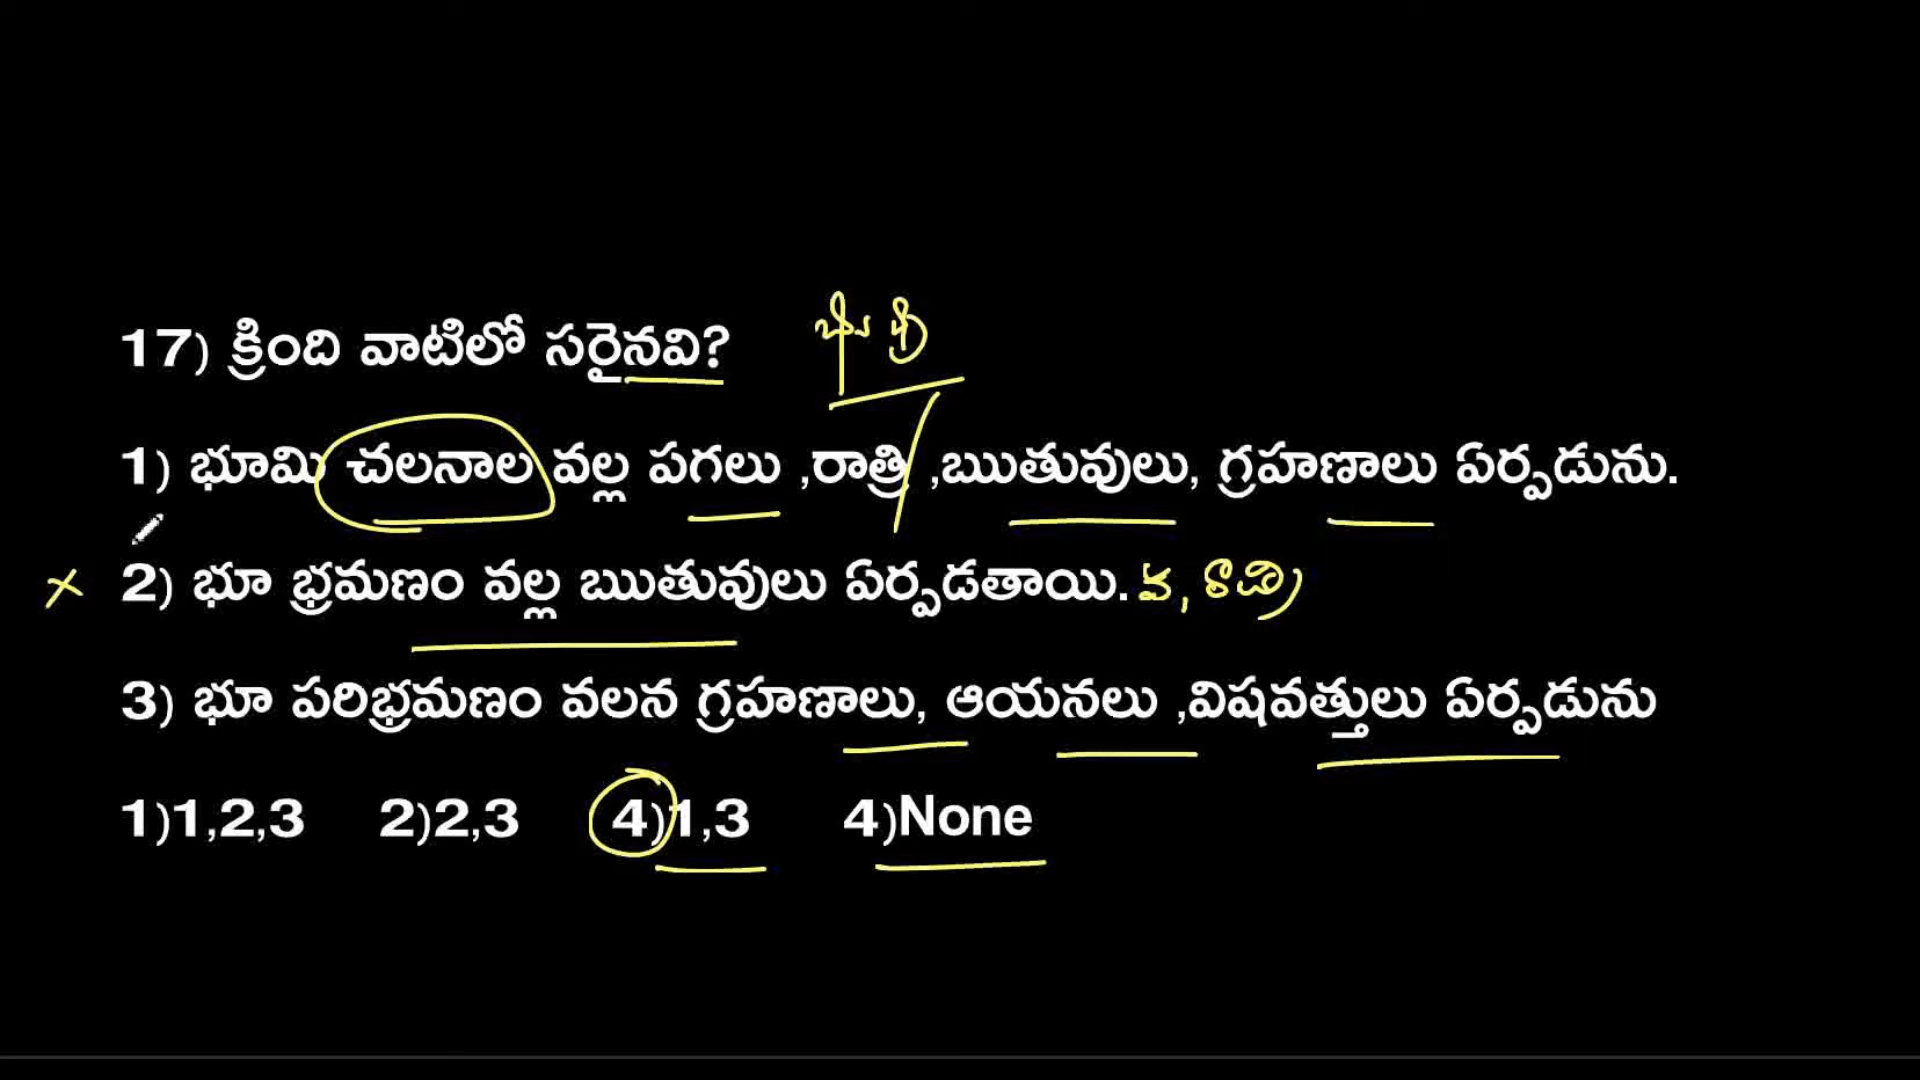 17) క్రింది వాటిలో సరైనవి?
1) భూమి చలనాల వల్ల పగలు ,రాత్రి ,ఋతువులు, గ్రహణాలు ఏర్పడును.
2) భూ భ్రమణం వల్ల ఋతువులు ఏర్పడతాయి.
3) భూ పరిభ్రమణం వలన గ్రహణాలు, ఆయనలు ,విషవత్తులు ఏర్పడును
1)1,2,3 2)2,3 4)1,3 4)None